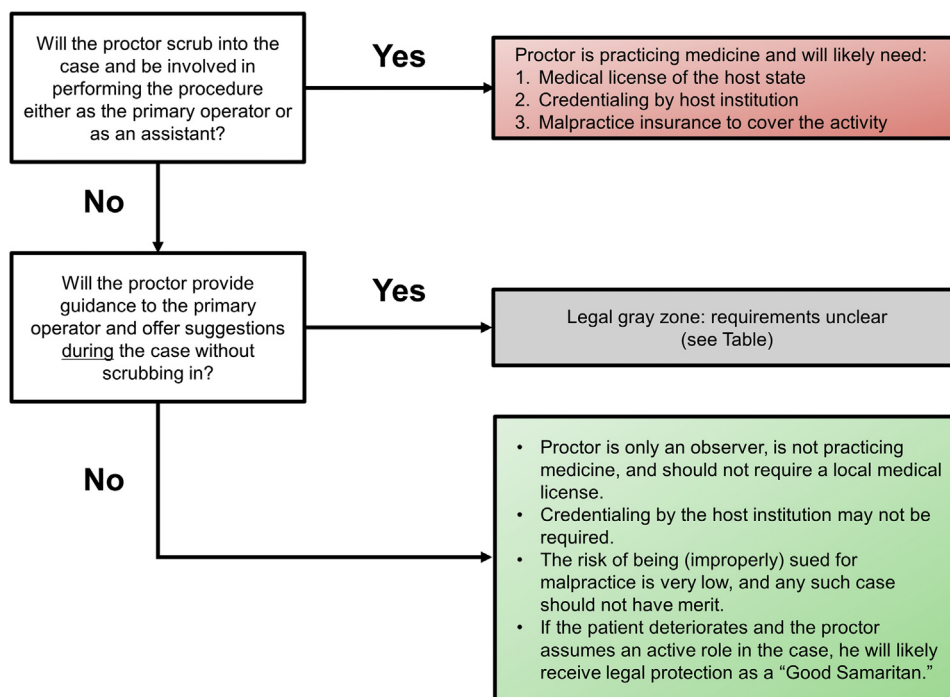 Will the proctor scrub into the
case and be involved in
performing the procedure
either as the primary operator or
as an assistant?
Yes
Proctor is practicing medicine and will likely need:
1. Medical license of the host state
2. Credentialing by host institution
3. Malpractice insurance to cover the activity
No
Will the proctor provide
guidance to the primary
operator and offer suggestions
during the case without
scrubbing in?
Yes
Legal gray zone: requirements unclear
(see Table)
No
• Proctor is only an observer, is not practicing
medicine, and should not require a local medical
license.
• Credentialing by the host institution may not be
required.
• The risk of being (improperly) sued for
malpractice is very low, and any such case
should not have merit.
• If the patient deteriorates and the proctor
assumes an active role in the case, he will likely
receive legal protection as a “Good Samaritan.”